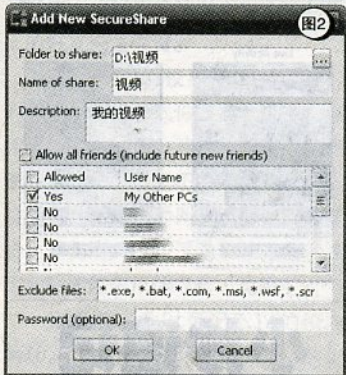 Add New SecureShare
图2
Folder to share: D:\视频 ...
Name of share: 视频
Description: 我的视频
Allow all friends (include future new friends)
Allowed User Name
Yes My Other PCs
No
No
No
No
Exclude files: *.exe, *.bat, *.com, *.msi, *.wsf, *.scr
Password (optional):
OK Cancel